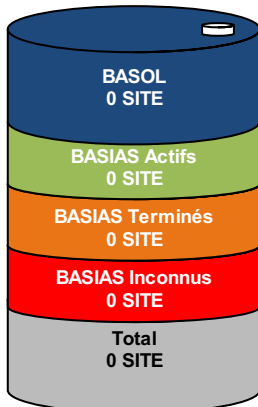 BASOL
0 SITE
BASIAS Actifs
0 SITE
BASIAS Terminés
0 SITE
BASIAS Inconnus
0 SITE
Total
0 SITE